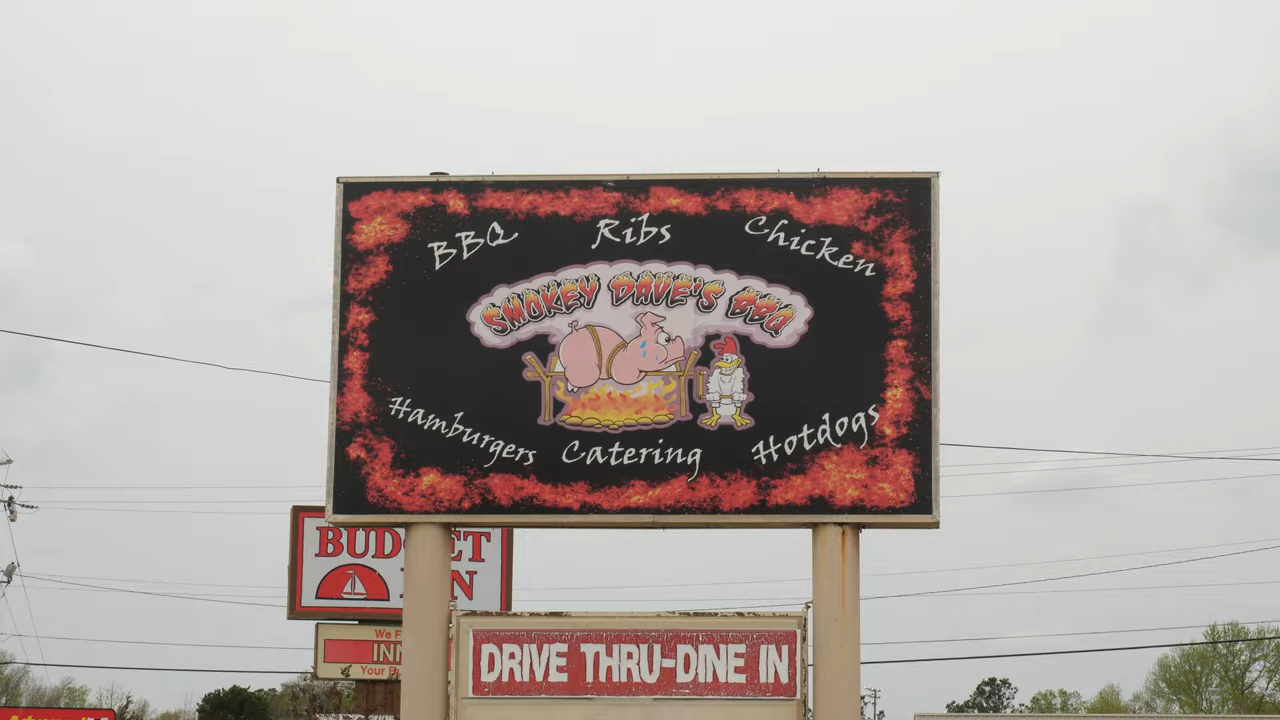 BBQ
Ribs
Chicken
SMOKEY DAVE'S BBQ
Hamburgers
Catering
Hotdogs
DRIVE THRU-DINE IN